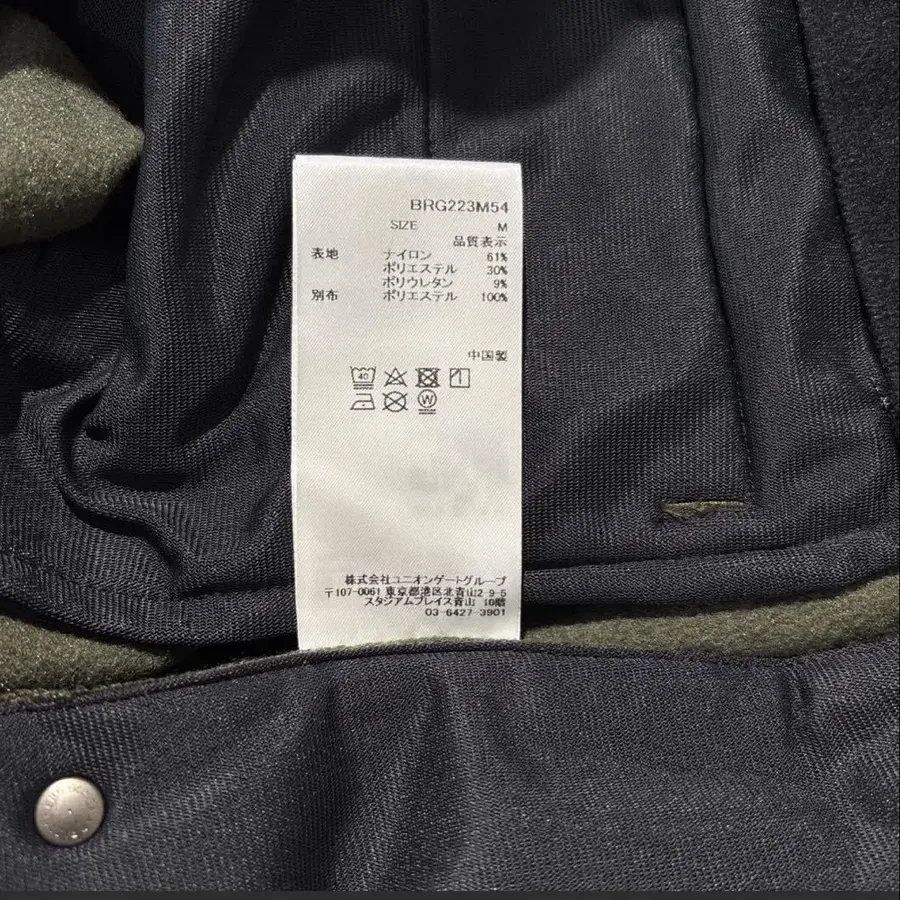 BRG223M54
SIZE M
品質表示
表地 ナイロン 61%
ポリエステル 30%
ポリウレタン 9%
別布 ポリエステル 100%
中国製
40
W
株式会社ユニオンゲートグループ
〒107-0061 東京都港区北青山2-9-5
スタジアムプレイス青山 10階
03-6427-3901